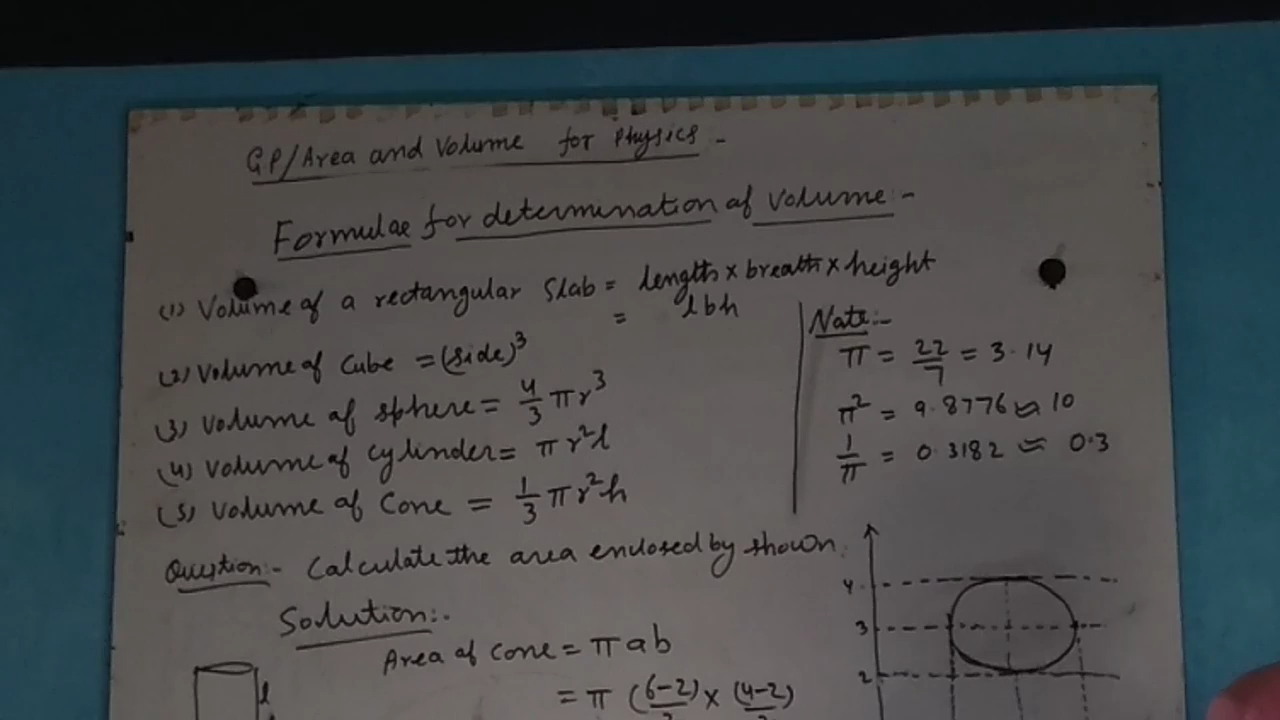 GP/Area and Volume for Physics -
Formulae for determination of Volume:-
(1) Volume of a rectangular Slab = length × breath × height
= lbh
(2) Volume of Cube = (side)³
(3) Volume of sphere = 4/3 πr³
(4) Volume of Cylinder = πr²l
(5) Volume of Cone = 1/3 πr²h
Note:-
π = 22/7 = 3.14
π² = 9.8776 ≈ 10
1/π = 0.3182 ≈ 0.3
Question:- Calculate the area enclosed by shown.
Solution:-
Area of cone = πab
= π (6-2)/2 × (4-2)/2
l
4
3
2